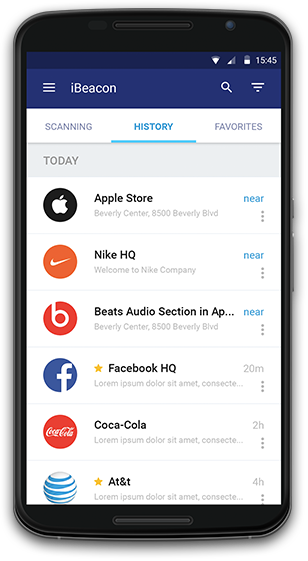 15:45
iBeacon
SCANNING HISTORY FAVORITES
TODAY
Apple Store near
Beverly Center, 8500 Beverly Blvd
Nike HQ near
Welcome to Nike Company
Beats Audio Section in Ap... near
Beverly Center, 8500 Beverly Blvd
Facebook HQ 20m
Lorem ipsum dolor sit amet, consecte...
Coca-Cola
Coca-Cola 2h
Lorem ipsum dolor sit amet, consecte...
At&t 4h
Lorem ipsum dolor sit amet, consecte...